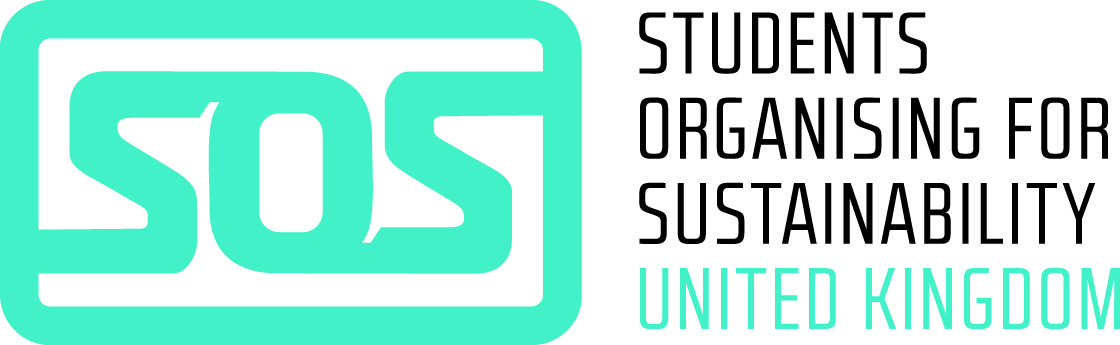 SOS
STUDENTS
ORGANISING FOR
SUSTAINABILITY
UNITED KINGDOM